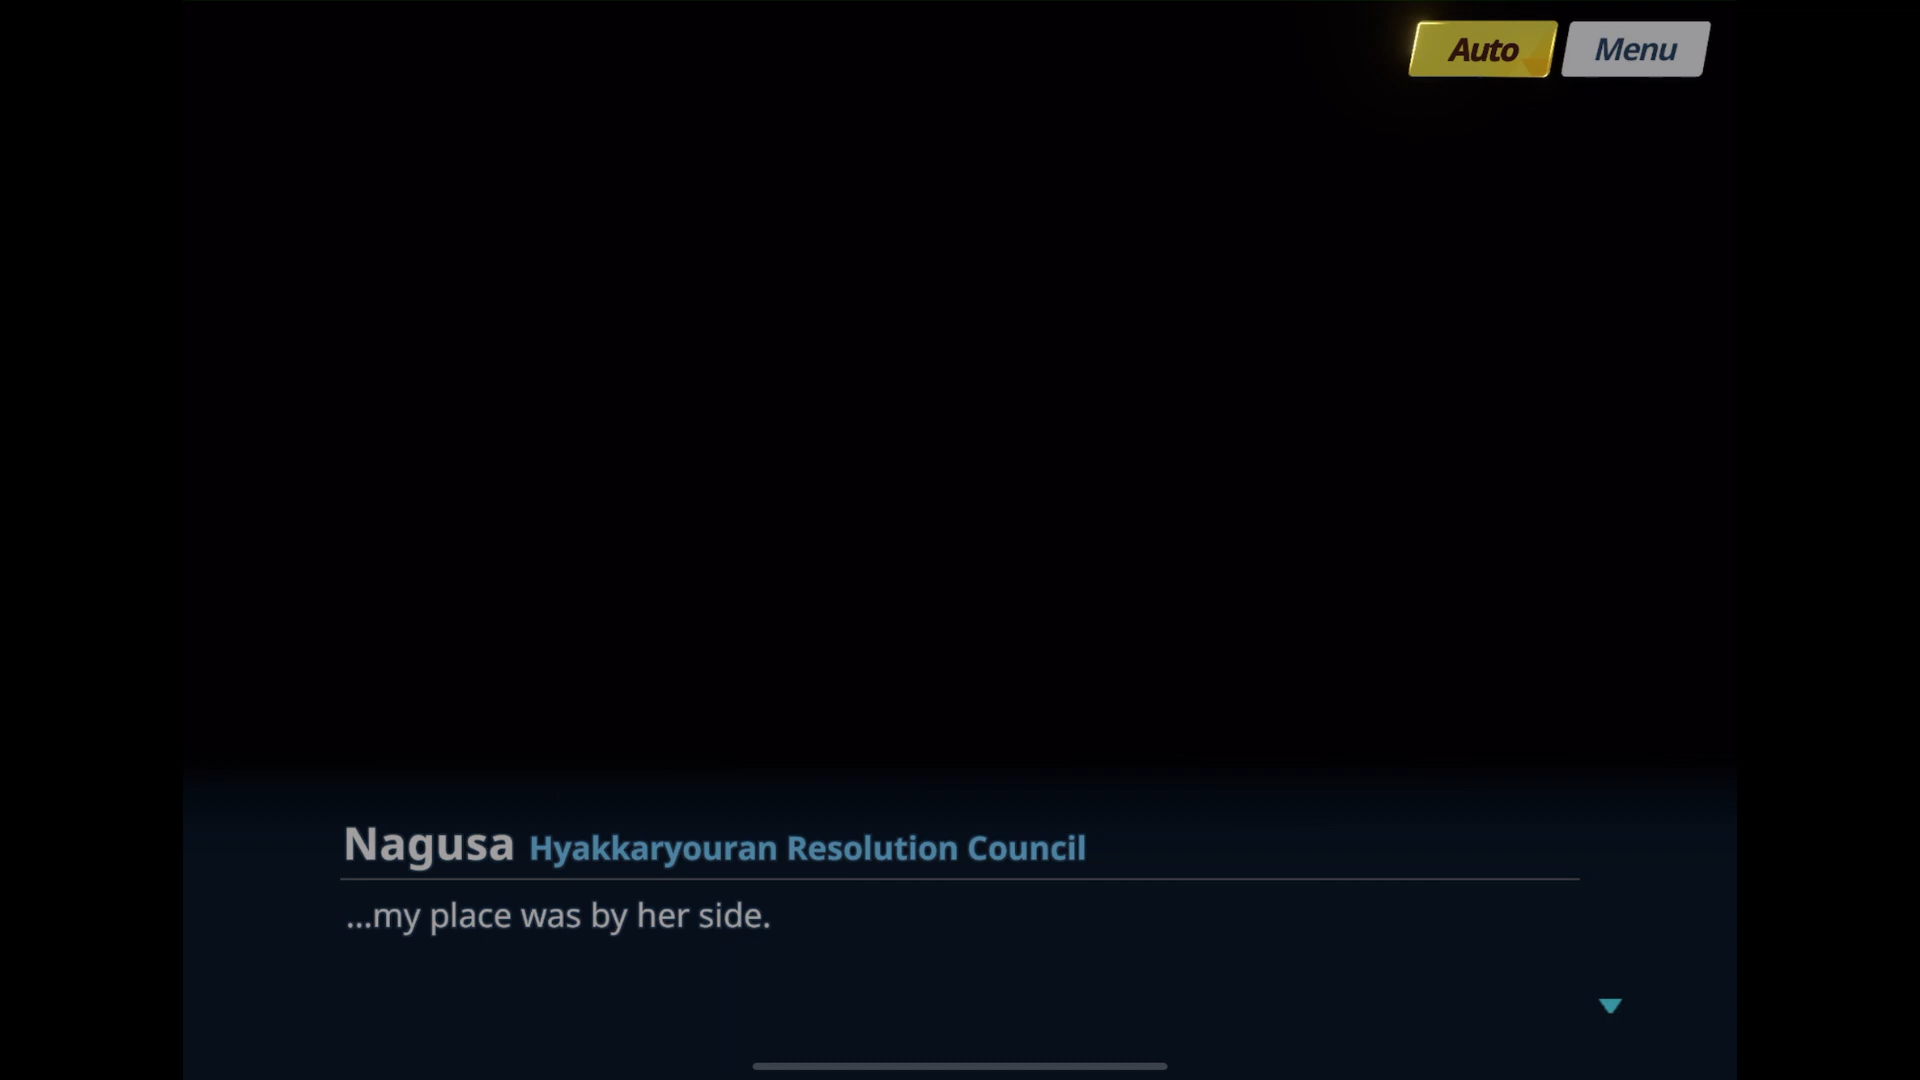 Auto Menu
Nagusa Hyakkaryouran Resolution Council
...my place was by her side.